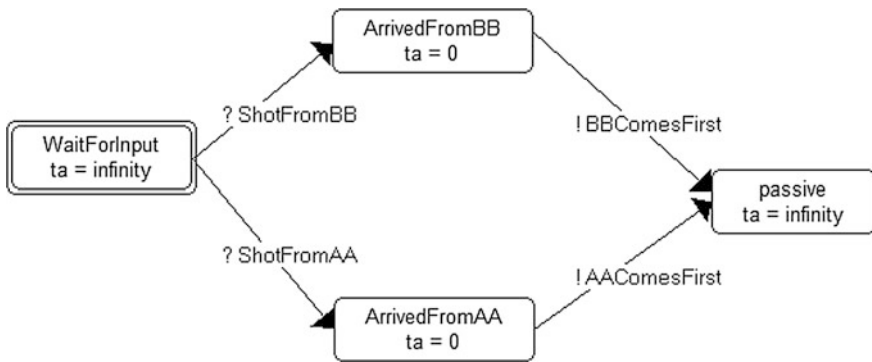 ArrivedFromBB
ta = 0
? ShotFromBB
! BBComesFirst
WaitForInput
ta = infinity
passive
ta = infinity
? ShotFromAA
! AAComesFirst
ArrivedFromAA
ta = 0